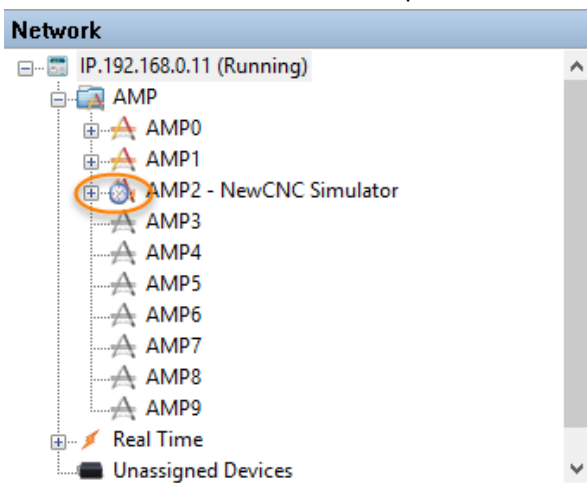 Network
IP.192.168.0.11 (Running)
AMP
AMP0
AMP1
AMP2 - NewCNC Simulator
AMP3
AMP4
AMP5
AMP6
AMP7
AMP8
AMP9
Real Time
Unassigned Devices